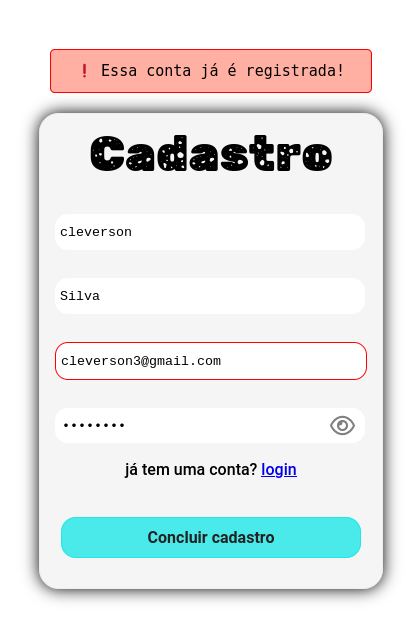 ❗ Essa conta já é registrada!
Cadastro
cleverson
Silva
cleverson3@gmail.com
••••••••
já tem uma conta? login
Concluir cadastro